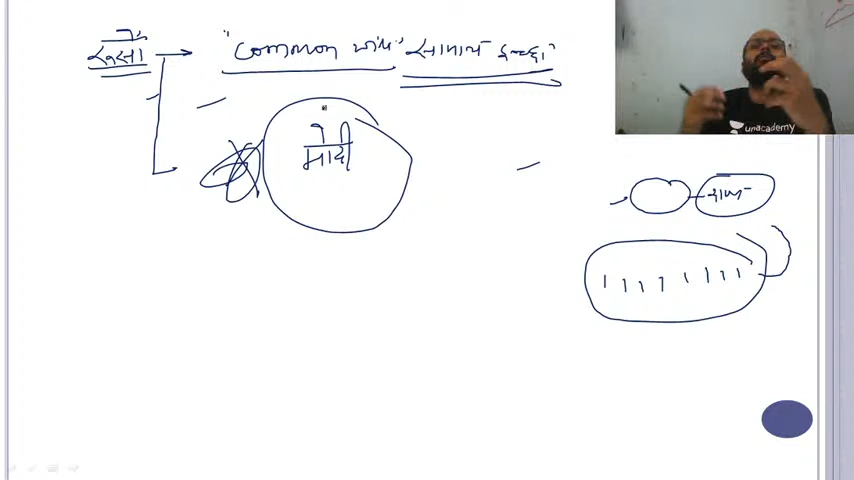 रूसो → "common will" सामान्य इच्छा"
मोदी
राज्य
unacademy